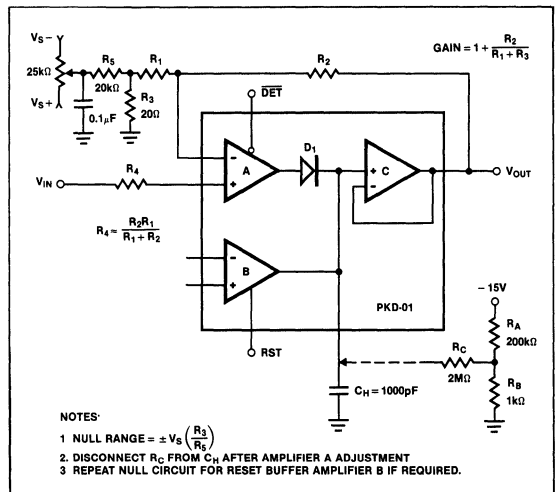 VS−
25kΩ
VS+
R5
20kΩ
R1
0.1μF
R3
20Ω
R2
GAIN = 1 + R2 / (R1 + R3)
DET
A
−
+
D1
+
−
C
VOUT
VIN
R4
R4 ≈ R2R1 / (R1 + R2)
−
+
B
PKD-01
RST
− 15V
RA
200kΩ
RC
2MΩ
RB
1kΩ
CH = 1000pF
NOTES·
1 NULL RANGE = ± VS (R3 / R5)
2. DISCONNECT RC FROM CH AFTER AMPLIFIER A ADJUSTMENT
3 REPEAT NULL CIRCUIT FOR RESET BUFFER AMPLIFIER B IF REQUIRED.